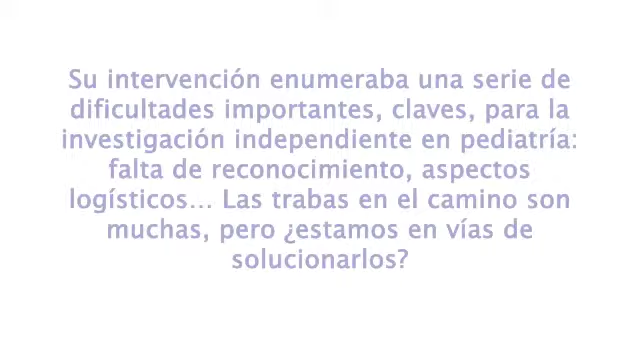 Su intervención enumeraba una serie de
dificultades importantes, claves, para la
investigación independiente en pediatría:
falta de reconocimiento, aspectos
logísticos... Las trabas en el camino son
muchas, pero ¿estamos en vías de
solucionarlos?